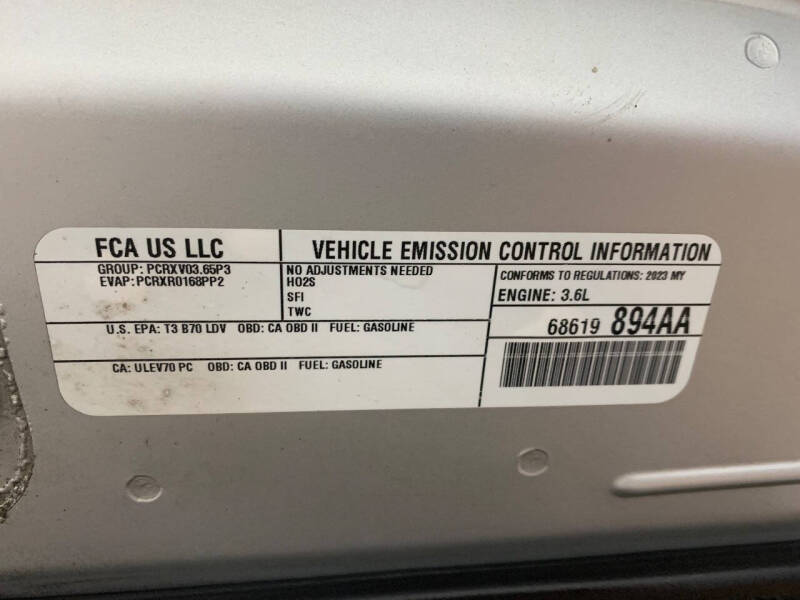 FCA US LLC
VEHICLE EMISSION CONTROL INFORMATION
GROUP: PCRXV03.65P3
EVAP: PCRXR0168PP2
NO ADJUSTMENTS NEEDED
HO2S
SFI
TWC
CONFORMS TO REGULATIONS: 2023 MY
ENGINE: 3.6L
U.S. EPA: T3 B70 LDV OBD: CA OBD II FUEL: GASOLINE
68619 894AA
CA: ULEV70 PC OBD: CA OBD II FUEL: GASOLINE